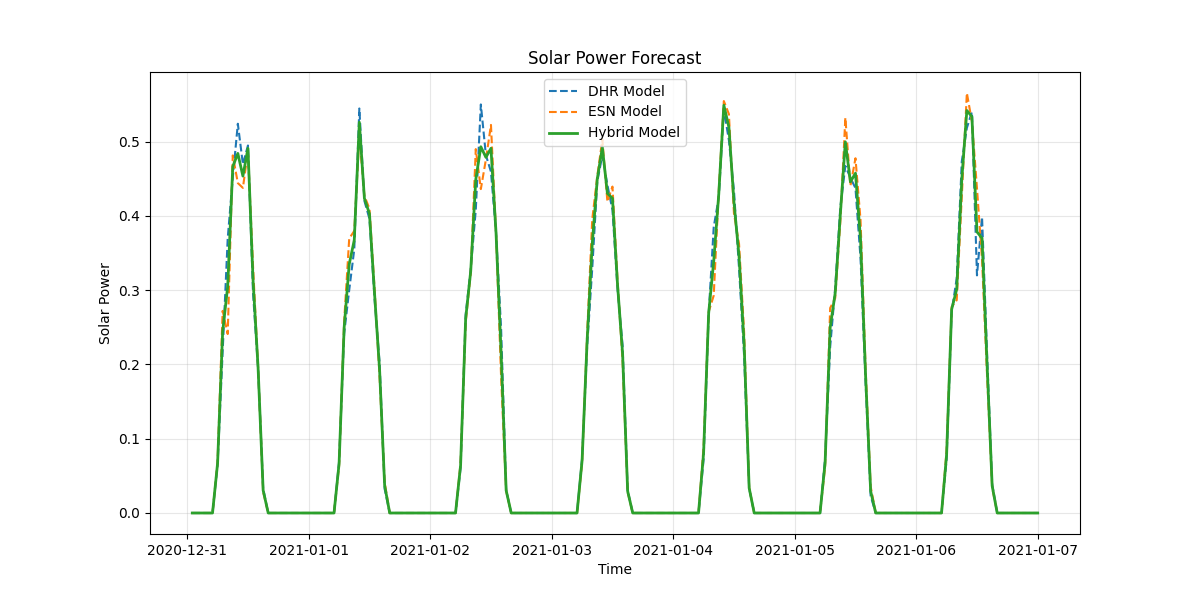 Solar Power Forecast
DHR Model
ESN Model
Hybrid Model
Solar Power
0.5
0.4
0.3
0.2
0.1
0.0
2020-12-31 2021-01-01 2021-01-02 2021-01-03 2021-01-04 2021-01-05 2021-01-06 2021-01-07
Time